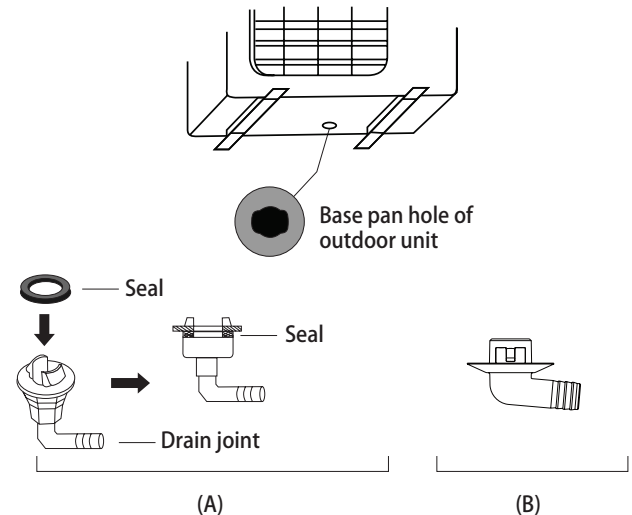 Base pan hole of
outdoor unit
Seal
Seal
Drain joint
(A)
(B)